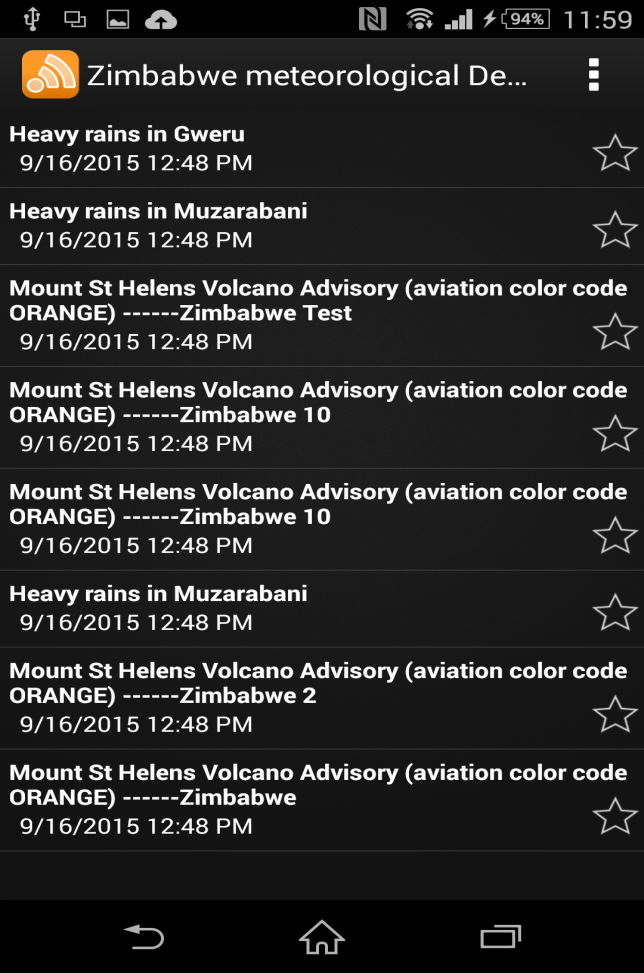 94% 11:59
Zimbabwe meteorological De...
Heavy rains in Gweru
9/16/2015 12:48 PM
Heavy rains in Muzarabani
9/16/2015 12:48 PM
Mount St Helens Volcano Advisory (aviation color code
ORANGE) ------Zimbabwe Test
9/16/2015 12:48 PM
Mount St Helens Volcano Advisory (aviation color code
ORANGE) ------Zimbabwe 10
9/16/2015 12:48 PM
Mount St Helens Volcano Advisory (aviation color code
ORANGE) ------Zimbabwe 10
9/16/2015 12:48 PM
Heavy rains in Muzarabani
9/16/2015 12:48 PM
Mount St Helens Volcano Advisory (aviation color code
ORANGE) ------Zimbabwe 2
9/16/2015 12:48 PM
Mount St Helens Volcano Advisory (aviation color code
ORANGE) ------Zimbabwe
9/16/2015 12:48 PM